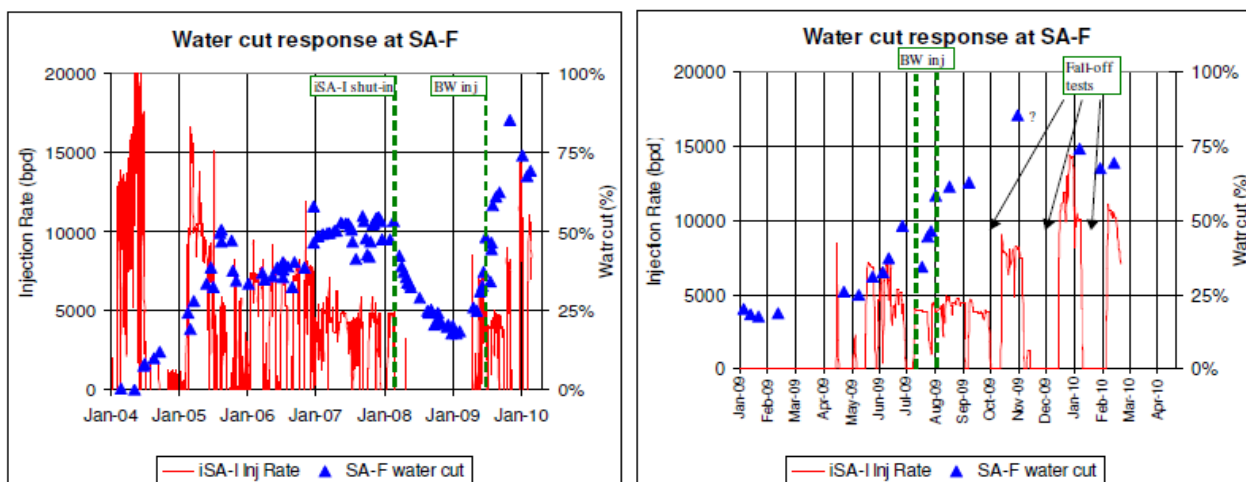 Water cut response at SA-F
20000
15000
10000
5000
0
Injection Rate (bpd)
100%
75%
50%
25%
0%
Watrr cut (%)
iSA-I shut-in
BW inj
Jan-04 Jan-05 Jan-06 Jan-07 Jan-08 Jan-09 Jan-10
iSA-I Inj Rate SA-F water cut
Water cut response at SA-F
20000
15000
10000
5000
0
Injection Rate (bpd)
100%
75%
50%
25%
0%
Watrr cut (%)
BW inj
Fall-off
tests
?
Jan-09 Feb-09 Mar-09 Apr-09 May-09 Jun-09 Jul-09 Aug-09 Sep-09 Oct-09 Nov-09 Dec-09 Jan-10 Feb-10 Mar-10 Apr-10
iSA-I Inj Rate SA-F water cut